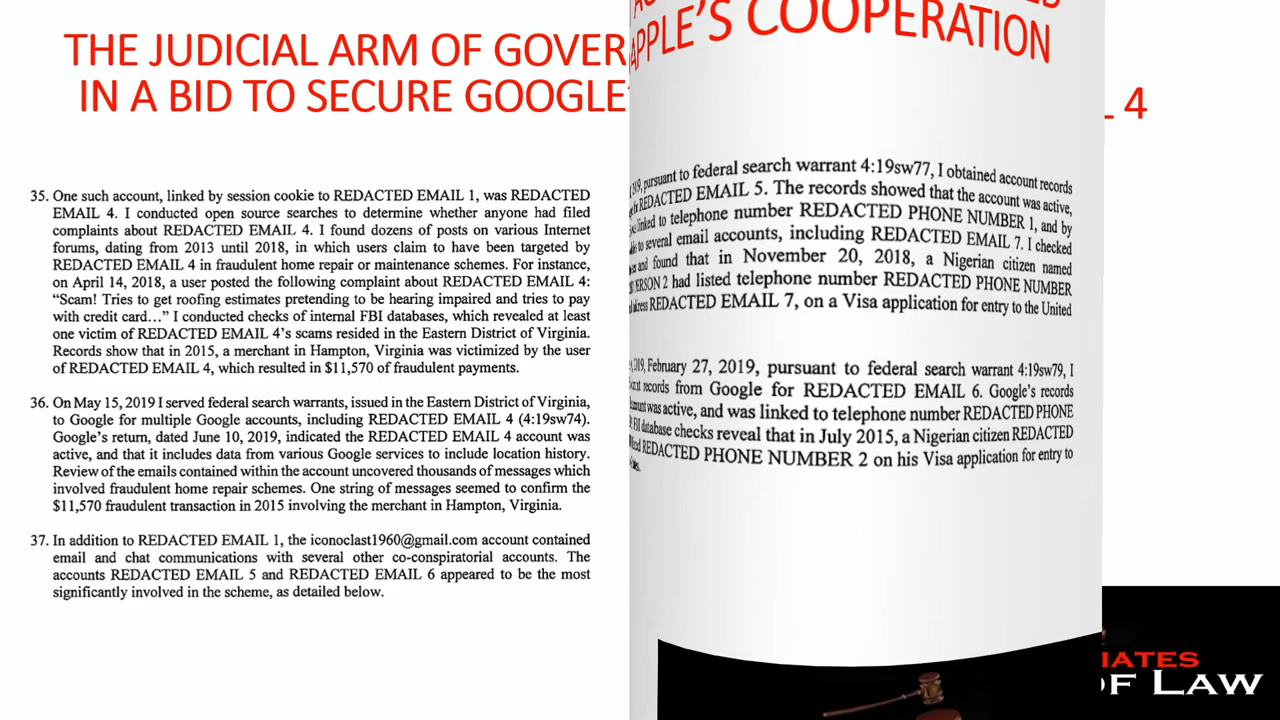 THE JUDICIAL ARM OF GOVER
IN A BID TO SECURE GOOGLE'
35. One such account, linked by session cookie to REDACTED EMAIL 1, was REDACTED
EMAIL 4. I conducted open source searches to determine whether anyone had filed
complaints about REDACTED EMAIL 4. I found dozens of posts on various Internet
forums, dating from 2013 until 2018, in which users claim to have been targeted by
REDACTED EMAIL 4 in fraudulent home repair or maintenance schemes. For instance,
on April 14, 2018, a user posted the following complaint about REDACTED EMAIL 4:
“Scam! Tries to get roofing estimates pretending to be hearing impaired and tries to pay
with credit card…” I conducted checks of internal FBI databases, which revealed at least
one victim of REDACTED EMAIL 4’s scams resided in the Eastern District of Virginia.
Records show that in 2015, a merchant in Hampton, Virginia was victimized by the user
of REDACTED EMAIL 4, which resulted in $11,570 of fraudulent payments.
36. On May 15, 2019 I served federal search warrants, issued in the Eastern District of Virginia,
to Google for multiple Google accounts, including REDACTED EMAIL 4 (4:19sw74).
Google’s return, dated June 10, 2019, indicated the REDACTED EMAIL 4 account was
active, and that it includes data from various Google services to include location history.
Review of the emails contained within the account uncovered thousands of messages which
involved fraudulent home repair schemes. One string of messages seemed to confirm the
$11,570 fraudulent transaction in 2015 involving the merchant in Hampton, Virginia.
37. In addition to REDACTED EMAIL 1, the iconoclast1960@gmail.com account contained
email and chat communications with several other co-conspiratorial accounts. The
accounts REDACTED EMAIL 5 and REDACTED EMAIL 6 appeared to be the most
significantly involved in the scheme, as detailed below.
APPLE'S COOPERATION
4
pursuant to federal search warrant 4:19sw77, I obtained account records
REDACTED EMAIL 5. The records showed that the account was active,
linked to telephone number REDACTED PHONE NUMBER 1, and by
to several email accounts, including REDACTED EMAIL 7. I checked
and found that in November 20, 2018, a Nigerian citizen named
PERSON 2 had listed telephone number REDACTED PHONE NUMBER
REDACTED EMAIL 7, on a Visa application for entry to the United
2019, February 27, 2019, pursuant to federal search warrant 4:19sw79, I
records from Google for REDACTED EMAIL 6. Google’s records
was active, and was linked to telephone number REDACTED PHONE
FBI database checks reveal that in July 2015, a Nigerian citizen REDACTED
REDACTED PHONE NUMBER 2 on his Visa application for entry to
IATES
OF LAW